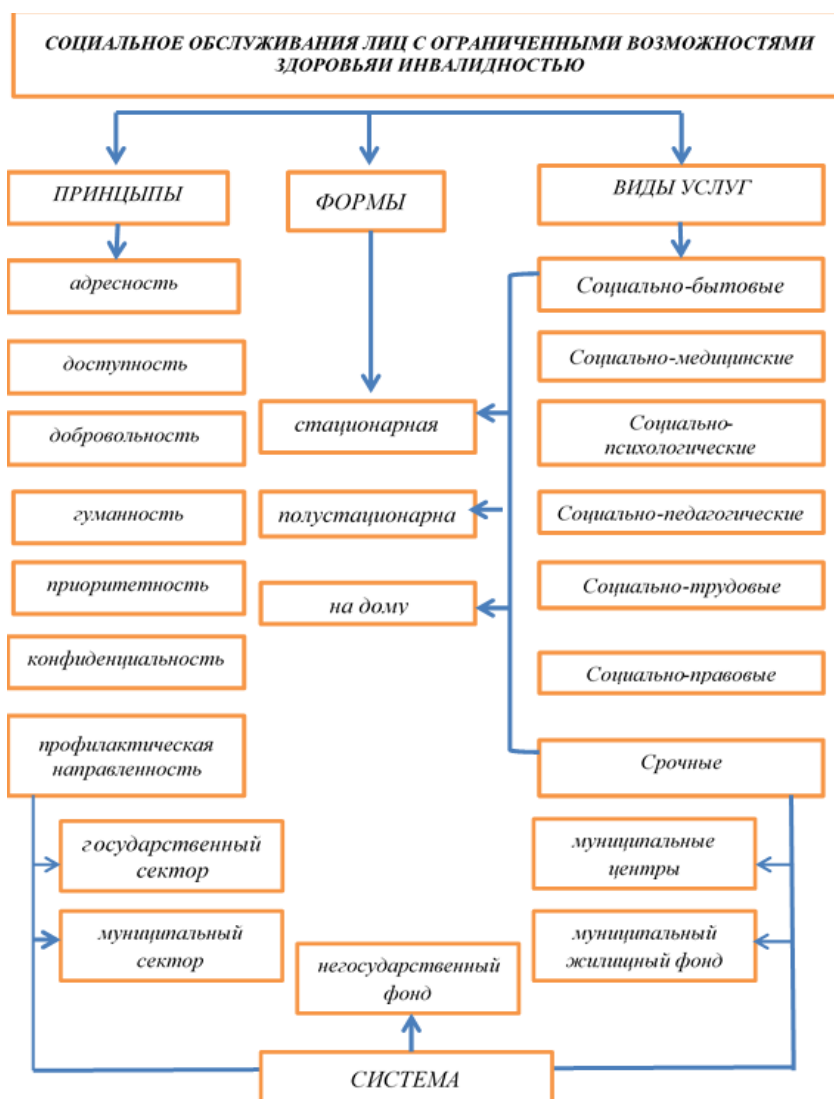 СОЦИАЛЬНОЕ ОБСЛУЖИВАНИЯ ЛИЦ С ОГРАНИЧЕННЫМИ ВОЗМОЖНОСТЯМИ
ЗДОРОВЬЯИ ИНВАЛИДНОСТЬЮ
ПРИНЦЫПЫ
адресность
доступность
добровольность
гуманность
приоритетность
конфиденциальность
профилактическая
направленность
ФОРМЫ
стационарная
полустационарна
на дому
ВИДЫ УСЛУГ
Социально-бытовые
Социально-медицинские
Социально-
психологические
Социально-педагогические
Социально-трудовые
Социально-правовые
Срочные
государственный
сектор
муниципальный
сектор
негосударственный
фонд
муниципальные
центры
муниципальный
жилищный фонд
СИСТЕМА